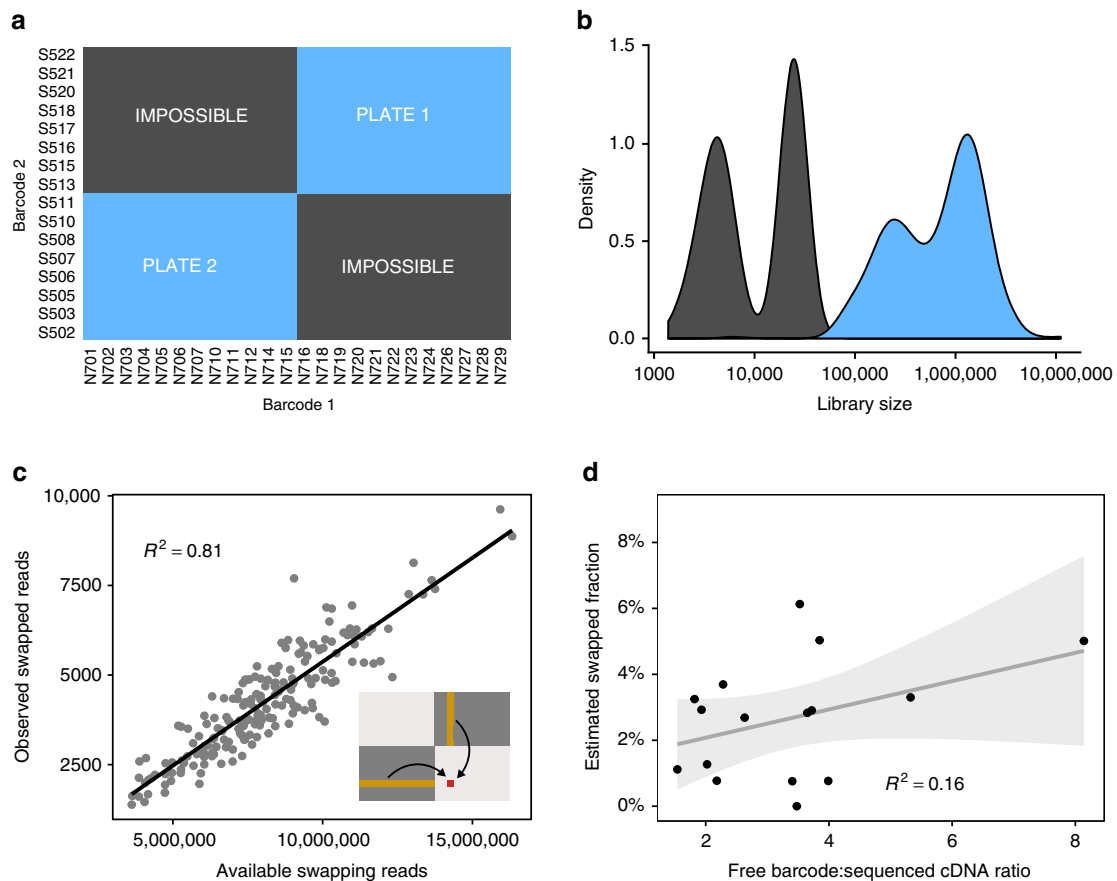 a
S522
S521
S520
S518
S517
S516
S515
S513
S511
S510
S508
S507
S506
S505
S503
S502
Barcode 2
IMPOSSIBLE
PLATE 1
PLATE 2
IMPOSSIBLE
N701
N702
N703
N704
N705
N706
N707
N710
N711
N712
N714
N715
N716
N718
N719
N720
N721
N722
N723
N724
N726
N727
N728
N729
Barcode 1
b
1.5
1.0
0.5
0.0
Density
1000
10,000
100,000
1,000,000
10,000,000
Library size
c
10,000
7500
5000
2500
Observed swapped reads
R² = 0.81
5,000,000
10,000,000
15,000,000
Available swapping reads
d
8%
6%
4%
2%
0%
Estimated swapped fraction
R² = 0.16
2
4
6
8
Free barcode:sequenced cDNA ratio